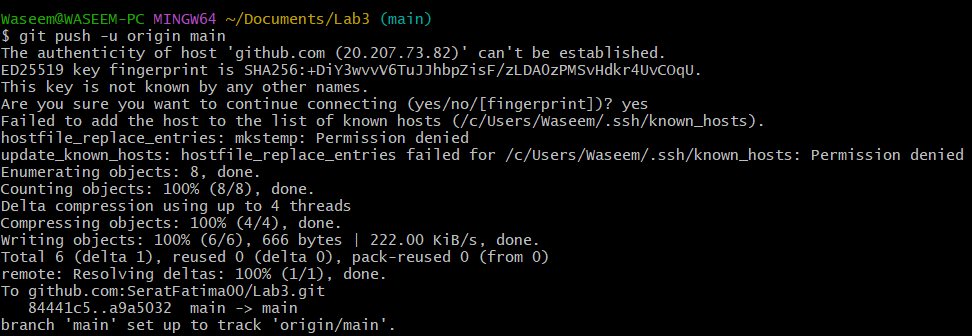 Waseem@WASEEM-PC MINGW64 ~/Documents/Lab3 (main)
$ git push -u origin main
The authenticity of host 'github.com (20.207.73.82)' can't be established.
ED25519 key fingerprint is SHA256:+DiY3wvvV6TuJJhbpZisF/zLDA0zPMSvHdkr4UvCOqU.
This key is not known by any other names.
Are you sure you want to continue connecting (yes/no/[fingerprint])? yes
Failed to add the host to the list of known hosts (/c/Users/Waseem/.ssh/known_hosts).
hostfile_replace_entries: mkstemp: Permission denied
update_known_hosts: hostfile_replace_entries failed for /c/Users/Waseem/.ssh/known_hosts: Permission denied
Enumerating objects: 8, done.
Counting objects: 100% (8/8), done.
Delta compression using up to 4 threads
Compressing objects: 100% (4/4), done.
Writing objects: 100% (6/6), 666 bytes | 222.00 KiB/s, done.
Total 6 (delta 1), reused 0 (delta 0), pack-reused 0 (from 0)
remote: Resolving deltas: 100% (1/1), done.
To github.com:SeratFatima00/Lab3.git
   84441c5..a9a5032  main -> main
branch 'main' set up to track 'origin/main'.